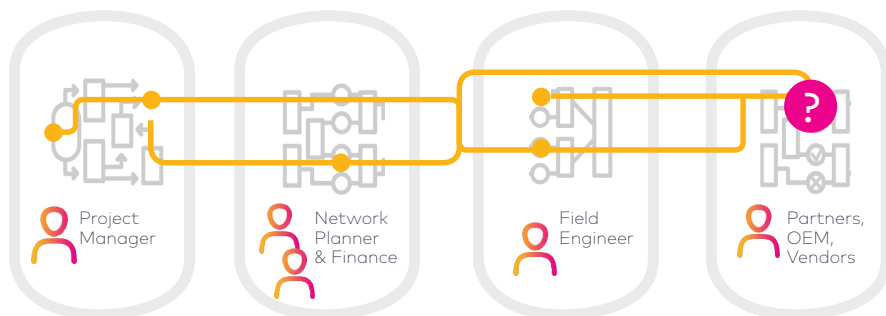 ?
Project
Manager
Network
Planner
& Finance
Field
Engineer
Partners,
OEM,
Vendors